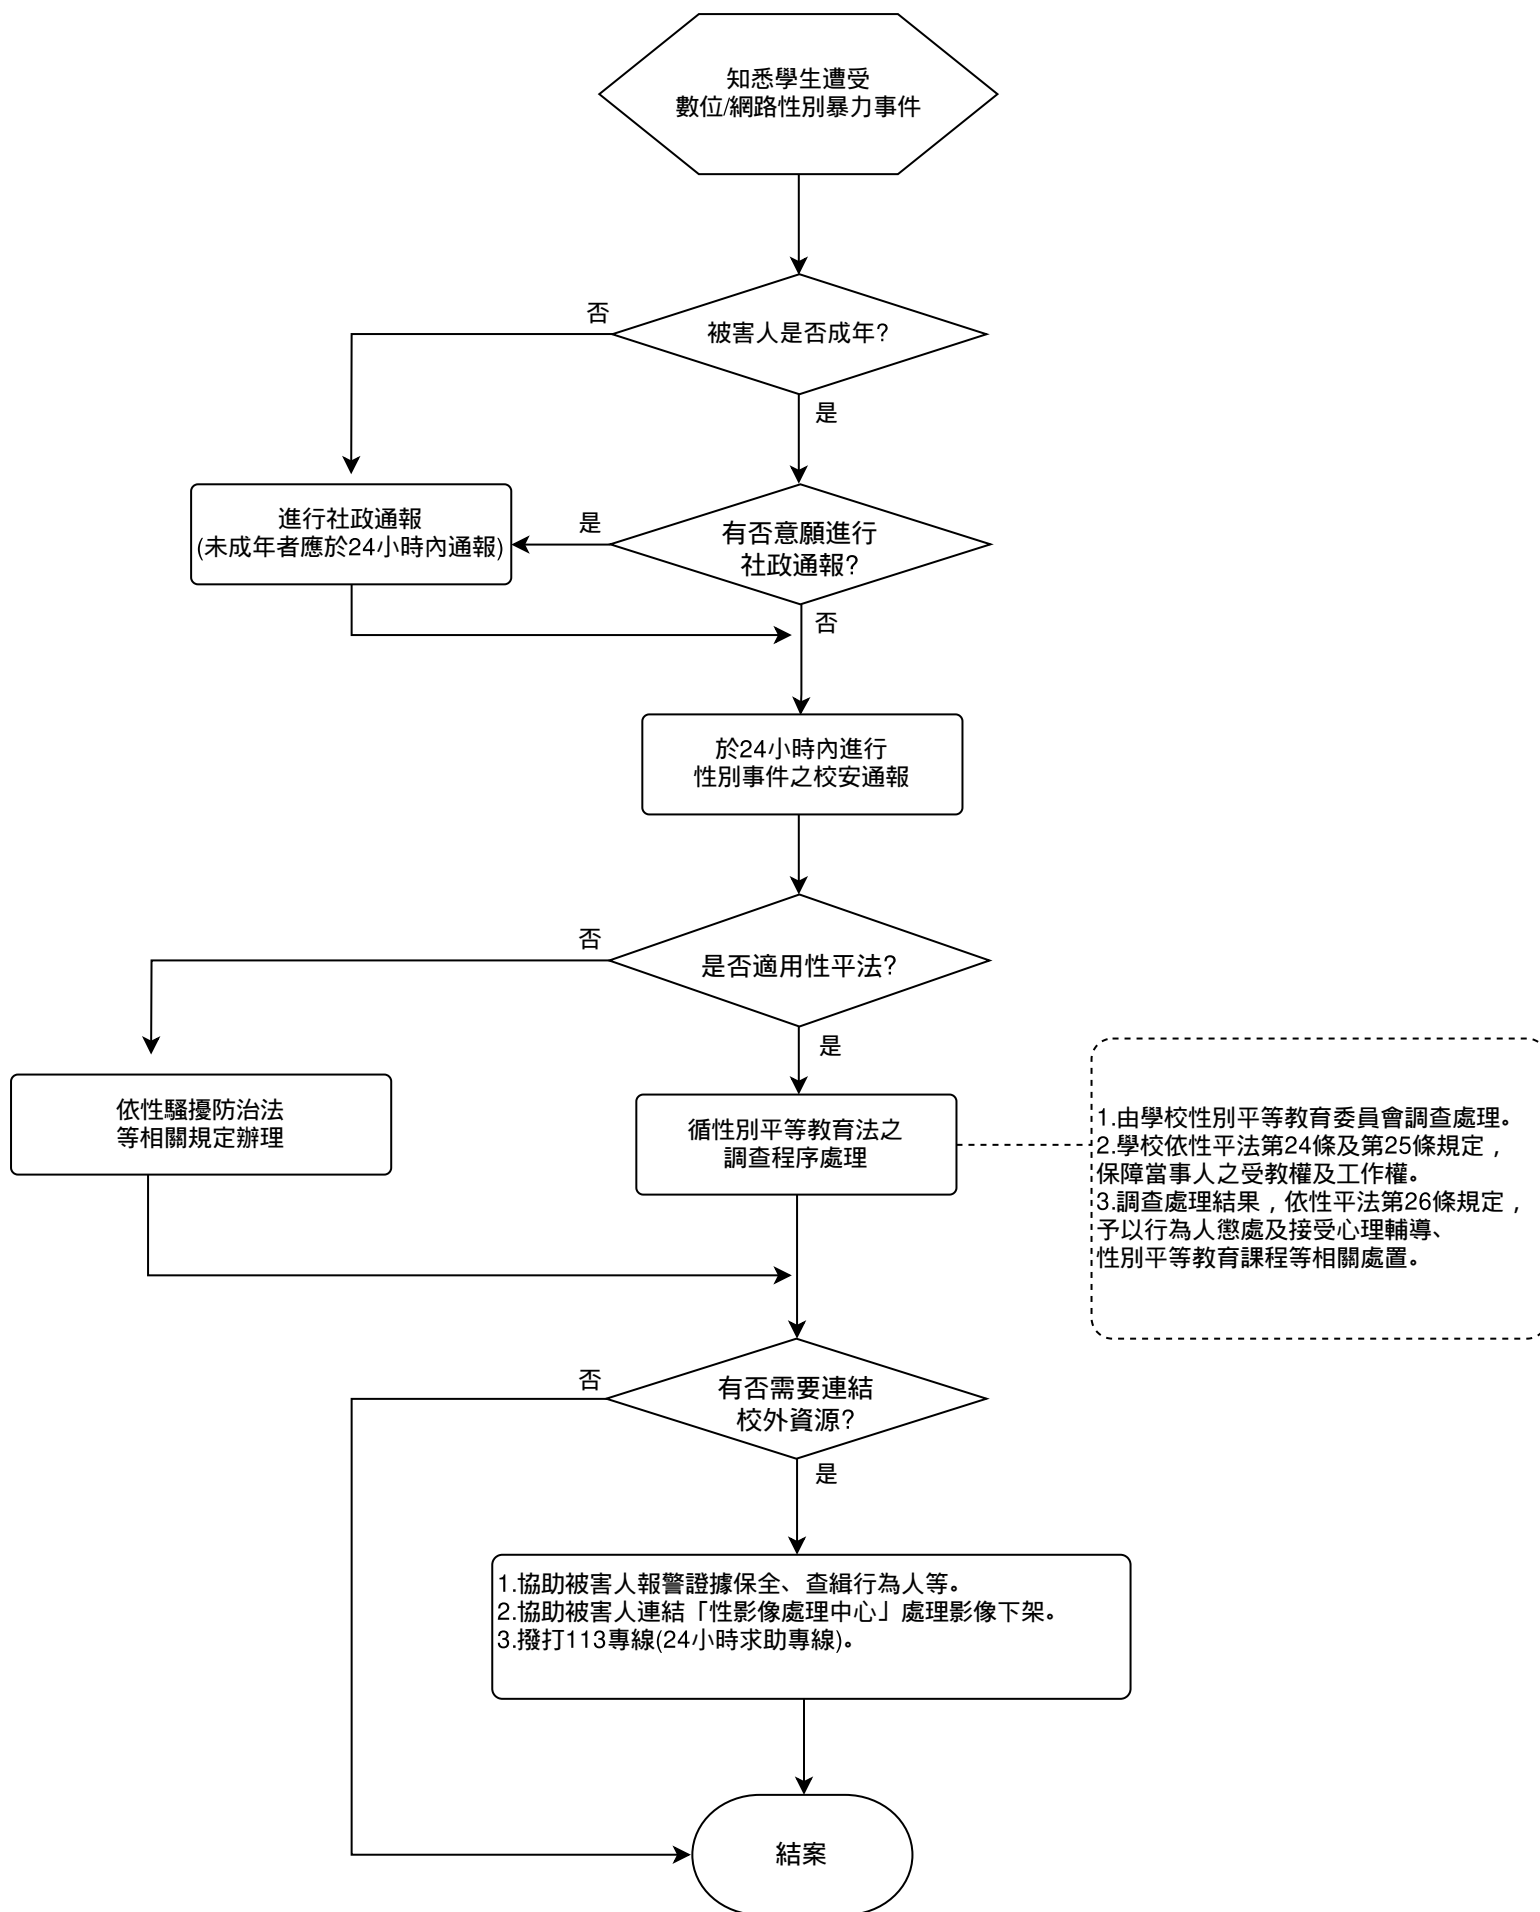 知悉學生遭受
數位/網路性別暴力事件
否
被害人是否成年?
是
進行社政通報
(未成年者應於24小時內通報)
是
有否意願進行
社政通報?
否
於24小時內進行
性別事件之校安通報
否
是否適用性平法?
是
依性騷擾防治法
等相關規定辦理
循性別平等教育法之
調查程序處理
1.由學校性別平等教育委員會調查處理。
2.學校依性平法第24條及第25條規定，
保障當事人之受教權及工作權。
3.調查處理結果，依性平法第26條規定，
予以行為人懲處及接受心理輔導、
性別平等教育課程等相關處置。
否
有否需要連結
校外資源?
是
1.協助被害人報警證據保全、查緝行為人等。
2.協助被害人連結「性影像處理中心」處理影像下架。
3.撥打113專線(24小時求助專線)。
結案